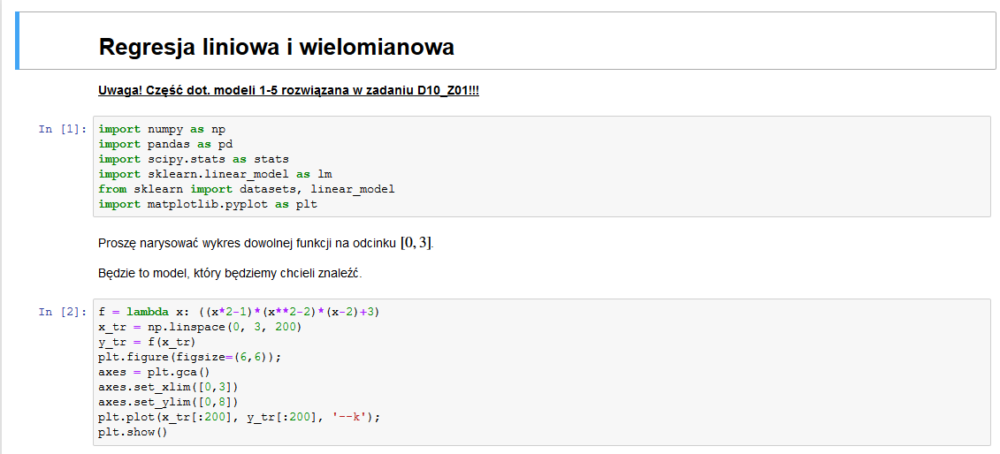 Regresja liniowa i wielomianowa
Uwaga! Część dot. modeli 1-5 rozwiązana w zadaniu D10_Z01!!!
In [1]: import numpy as np
import pandas as pd
import scipy.stats as stats
import sklearn.linear_model as lm
from sklearn import datasets, linear_model
import matplotlib.pyplot as plt
Proszę narysować wykres dowolnej funkcji na odcinku [0, 3].
Będzie to model, który będziemy chcieli znaleźć.
In [2]: f = lambda x: ((x*2-1)*(x**2-2)*(x-2)+3)
x_tr = np.linspace(0, 3, 200)
y_tr = f(x_tr)
plt.figure(figsize=(6,6));
axes = plt.gca()
axes.set_xlim([0,3])
axes.set_ylim([0,8])
plt.plot(x_tr[:200], y_tr[:200], '--k');
plt.show()